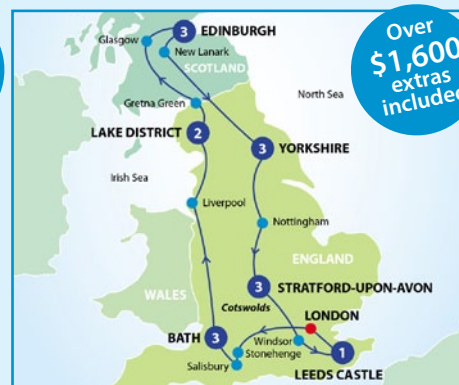 Over
$1,600
extras
included
3
EDINBURGH
Glasgow
New Lanark
SCOTLAND
North Sea
Gretna Green
LAKE DISTRICT
2
3
YORKSHIRE
Irish Sea
Liverpool
Nottingham
ENGLAND
WALES
3
STRATFORD-UPON-AVON
Cotswolds
LONDON
BATH
3
Windsor
Stonehenge
1
Salisbury
LEEDS CASTLE